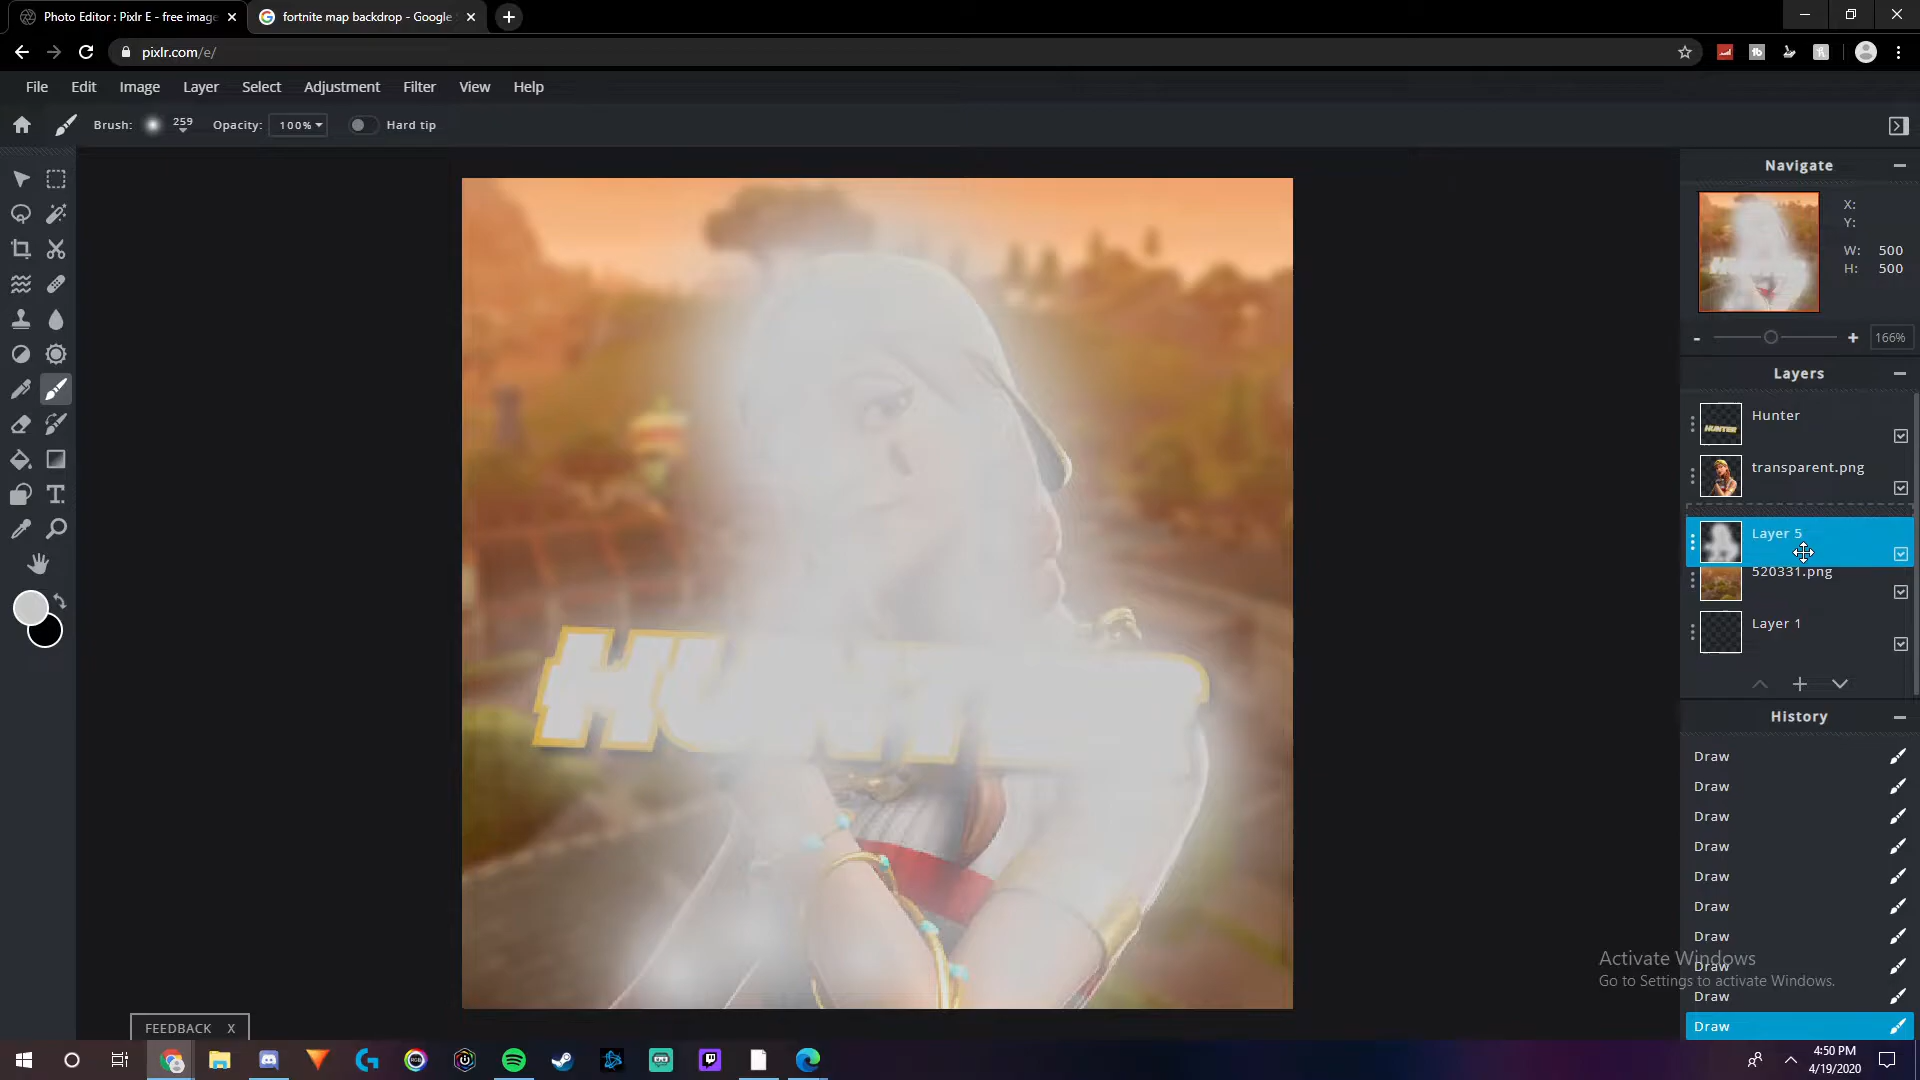 Photo Editor : Pixlr E - free image
fortnite map backdrop - Google
pixlr.com/e/
File Edit Image Layer Select Adjustment Filter View Help
Brush: 259 Opacity: 100% Hard tip
Navigate
X:
Y:
W: 500
H: 500
166%
Layers
Hunter
transparent.png
Layer 5
520331.png
Layer 1
History
Draw
Draw
Draw
Draw
Draw
Draw
Draw
Draw
Draw
Draw
HUNTER
Activate Windows
Go to Settings to activate Windows.
FEEDBACK X
4:50 PM
4/19/2020